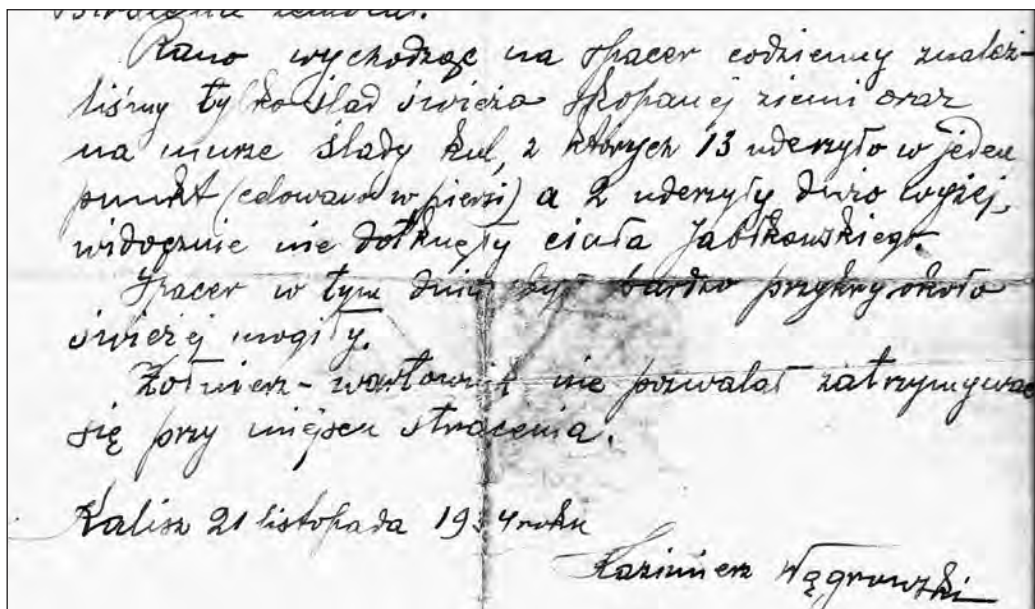 Rano wychodząc na spacer codzienny znaleź-
liśmy tylko ślad świeżo skopanej ziemi oraz
na murze ślady kul, z których 13 uderzyło w jeden
punkt (celowano w piersi) a 2 uderzyły dużo wyżej,
widocznie nie dotknęły ciała Jabłkowskiego.
Spacer w tym dniu był bardzo przykry około
świeżej mogiły.
Żołnierz-wartownik nie pozwalał zatrzymywać
się przy miejscu stracenia.
Kalisz 21 listopada 1934 roku
Kazimierz Węgrowski